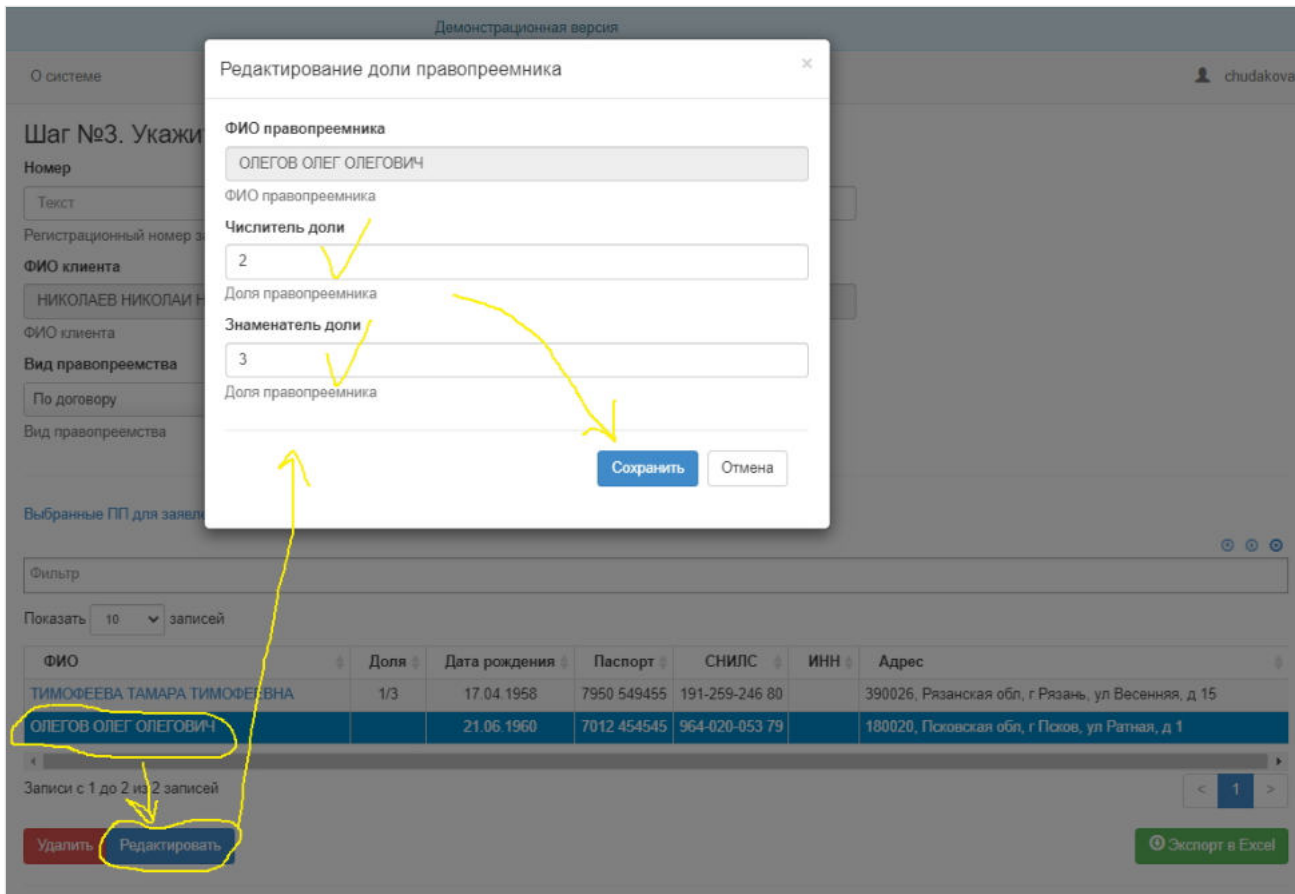 Демонстрационная версия
О системе
chudakova
Редактирование доли правопреемника
×
ФИО правопреемника
ОЛЕГОВ ОЛЕГ ОЛЕГОВИЧ
ФИО правопреемника
Числитель доли
2
Доля правопреемника
Знаменатель доли
3
Доля правопреемника
Сохранить
Отмена
Шаг №3. Укажи
Номер
Текст
Регистрационный номер за
ФИО клиента
НИКОЛАЕВ НИКОЛАЙ Н
ФИО клиента
Вид правопреемства
По договору
Вид правопреемства
Выбранные ПП для заявле
Фильтр
Показать 10 записей
ФИО Доля Дата рождения Паспорт СНИЛС ИНН Адрес
ТИМОФЕЕВА ТАМАРА ТИМОФЕЕВНА 1/3 17.04.1958 7950 549455 191-259-246 80 390026, Рязанская обл, г Рязань, ул Весенняя, д 15
ОЛЕГОВ ОЛЕГ ОЛЕГОВИЧ 21.06.1960 7012 454545 964-020-053 79 180020, Псковская обл, г Псков, ул Ратная, д 1
Записи с 1 до 2 из 2 записей
< 1 >
Удалить Редактировать
Экспорт в Excel